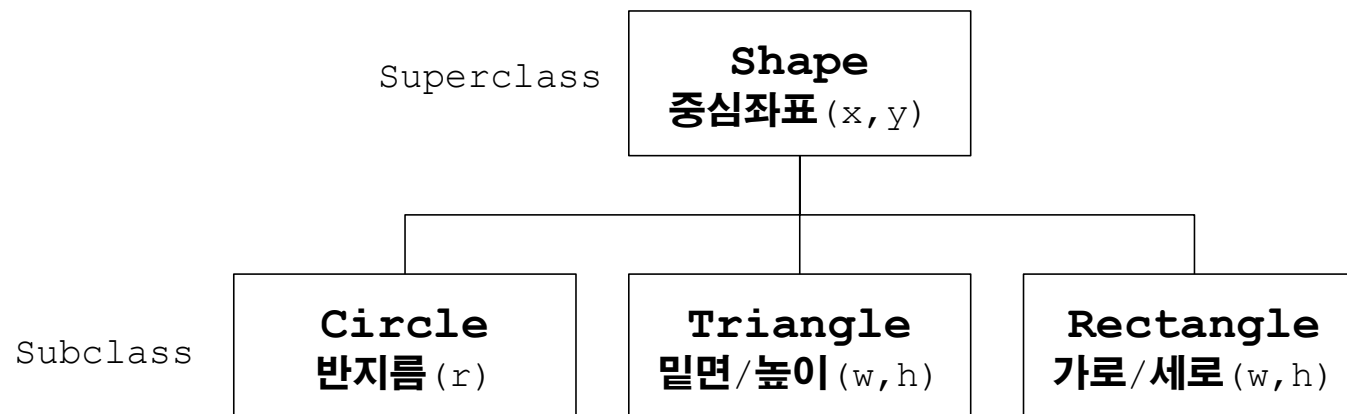 Superclass
Shape
중심좌표(x,y)
Subclass
Circle
반지름(r)
Triangle
밑면/높이(w,h)
Rectangle
가로/세로(w,h)